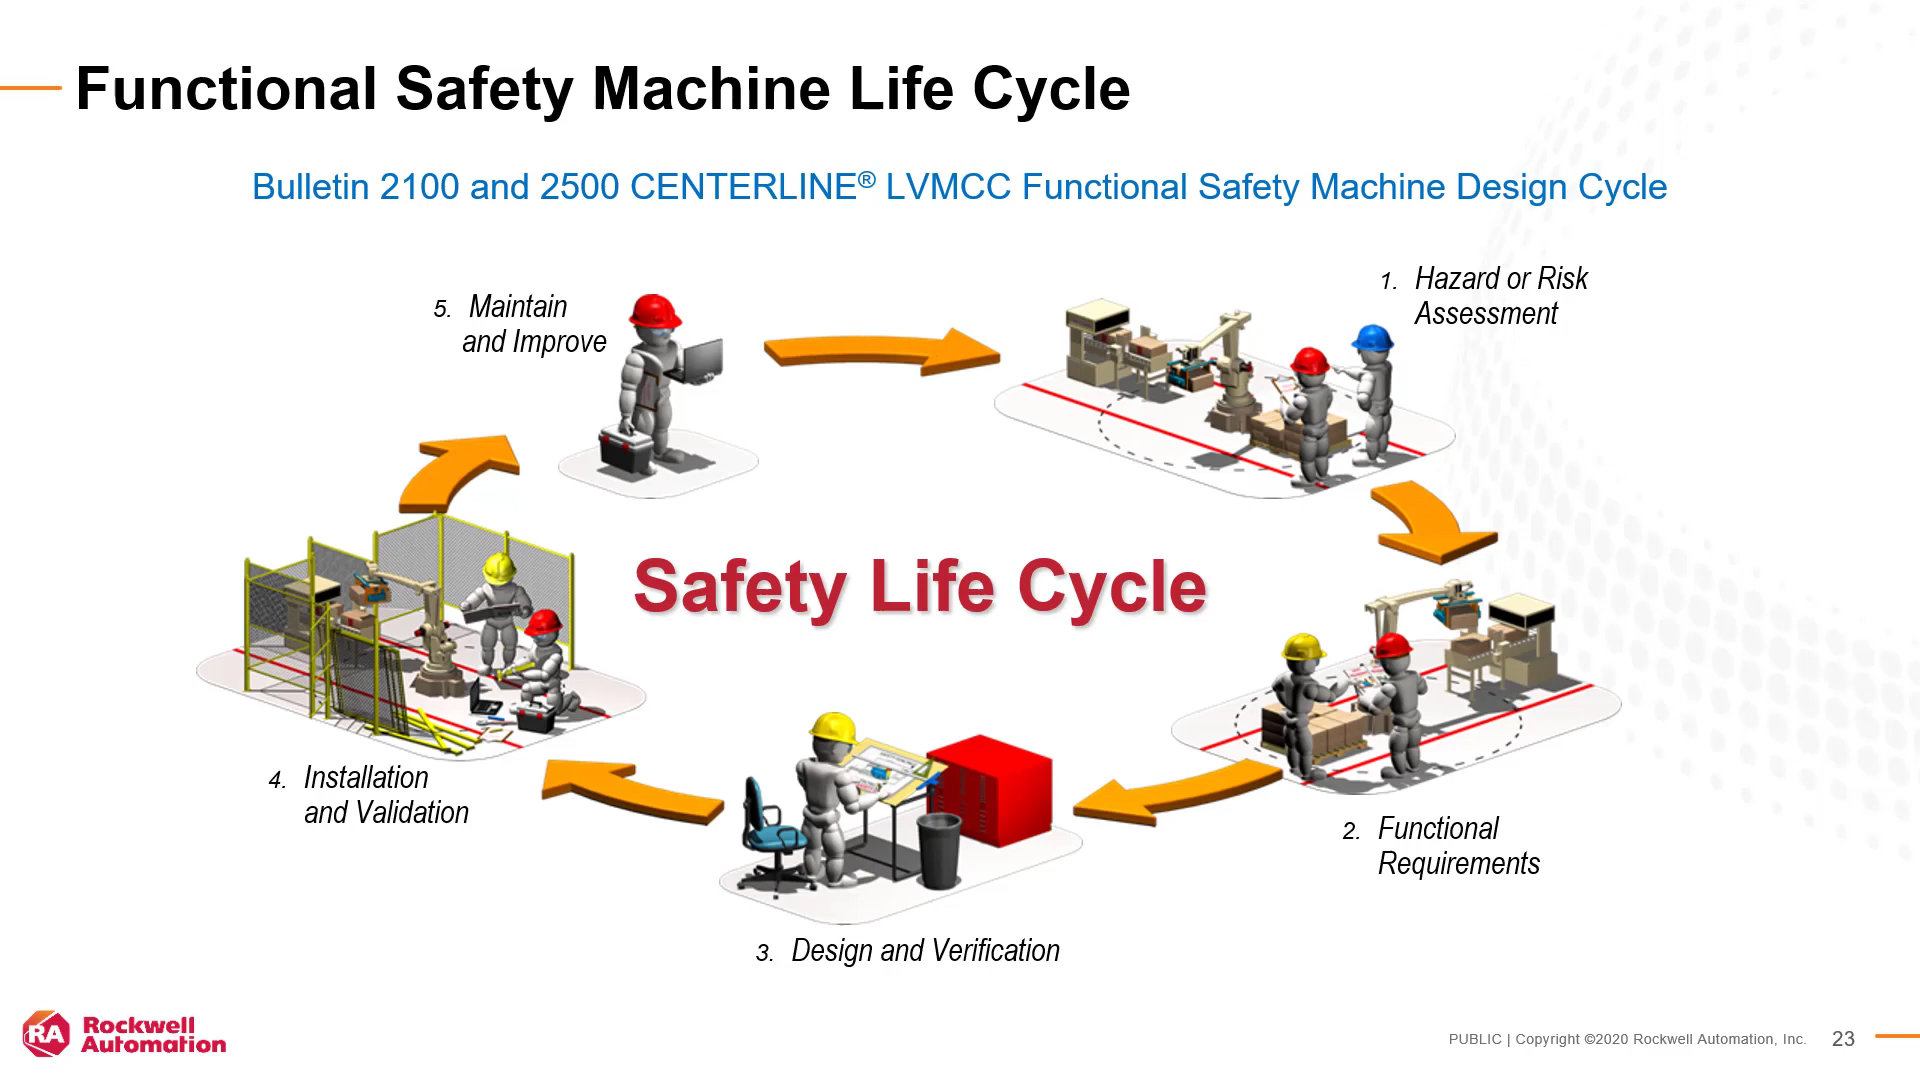 Functional Safety Machine Life Cycle
Bulletin 2100 and 2500 CENTERLINE® LVMCC Functional Safety Machine Design Cycle
1. Hazard or Risk
Assessment
5. Maintain
and Improve
Safety Life Cycle
4. Installation
and Validation
2. Functional
Requirements
3. Design and Verification
RA Rockwell
Automation
PUBLIC | Copyright ©2020 Rockwell Automation, Inc. 23